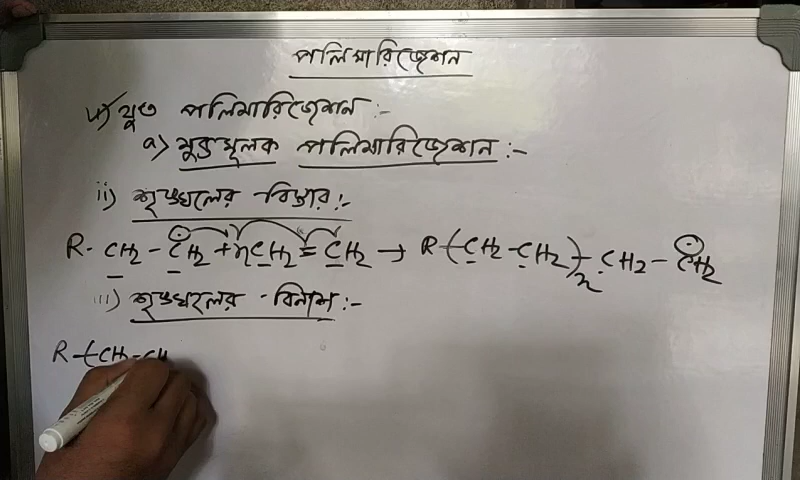 পলিমারিজেশন
যুত পলিমারিজেশন:-
a) মুক্তমূলক পলিমারিজেশন:-
ii) শৃঙ্খলের বিস্তার:-
R-CH2-ĊH2+nCH2=CH2→R-(CH2-CH2)n-CH2-ĊH2
iii) শৃঙ্খলের বিনাশ:-
R-(CH2-CH